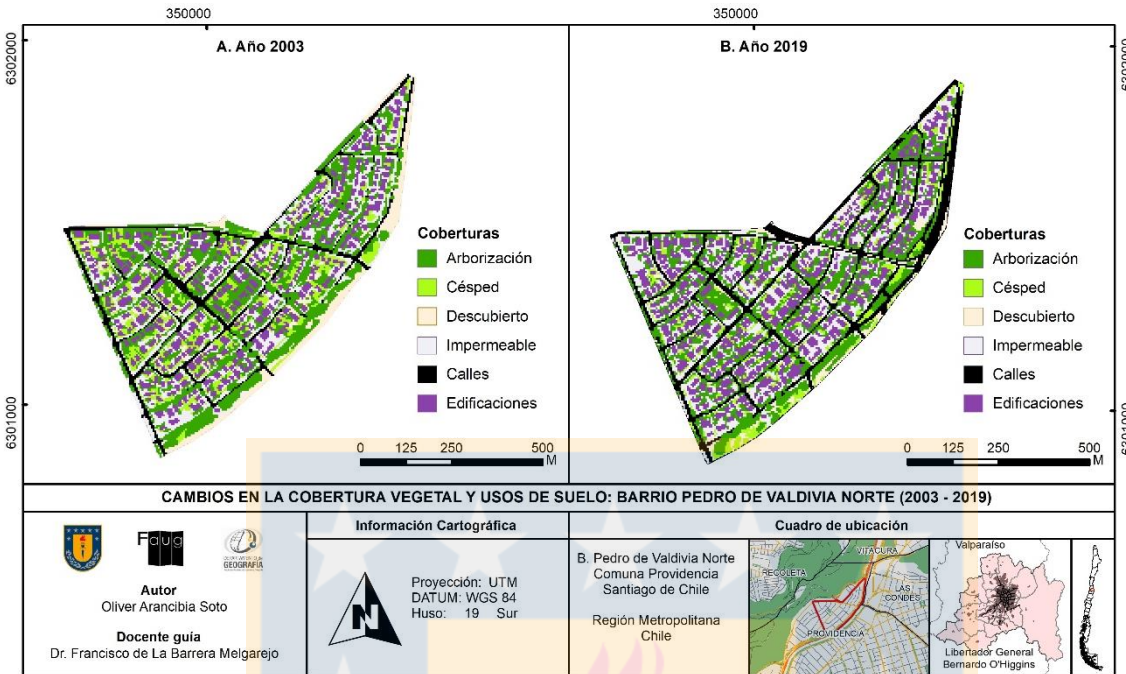 350000
350000
6302000
A. Año 2003
B. Año 2019
6302000
Coberturas
Arborización
Césped
Descubierto
Impermeable
Calles
Edificaciones
Coberturas
Arborización
Césped
Descubierto
Impermeable
Calles
Edificaciones
6301000
6301000
0 125 250 500
M
0 125 250 500
M
CAMBIOS EN LA COBERTURA VEGETAL Y USOS DE SUELO: BARRIO PEDRO DE VALDIVIA NORTE (2003 - 2019)
Faug
GEOGRAFÍA
Autor
Oliver Arancibia Soto
Docente guía
Dr. Francisco de La Barrera Melgarejo
Información Cartográfica
N
Proyección: UTM
DATUM: WGS 84
Huso: 19 Sur
Cuadro de ubicación
B. Pedro de Valdivia Norte
Comuna Providencia
Santiago de Chile
Región Metropolitana
Chile
VITACURA
RECOLETA
LAS
CONDES
PROVIDENCIA
Valparaíso
Libertador General
Bernardo O'Higgins